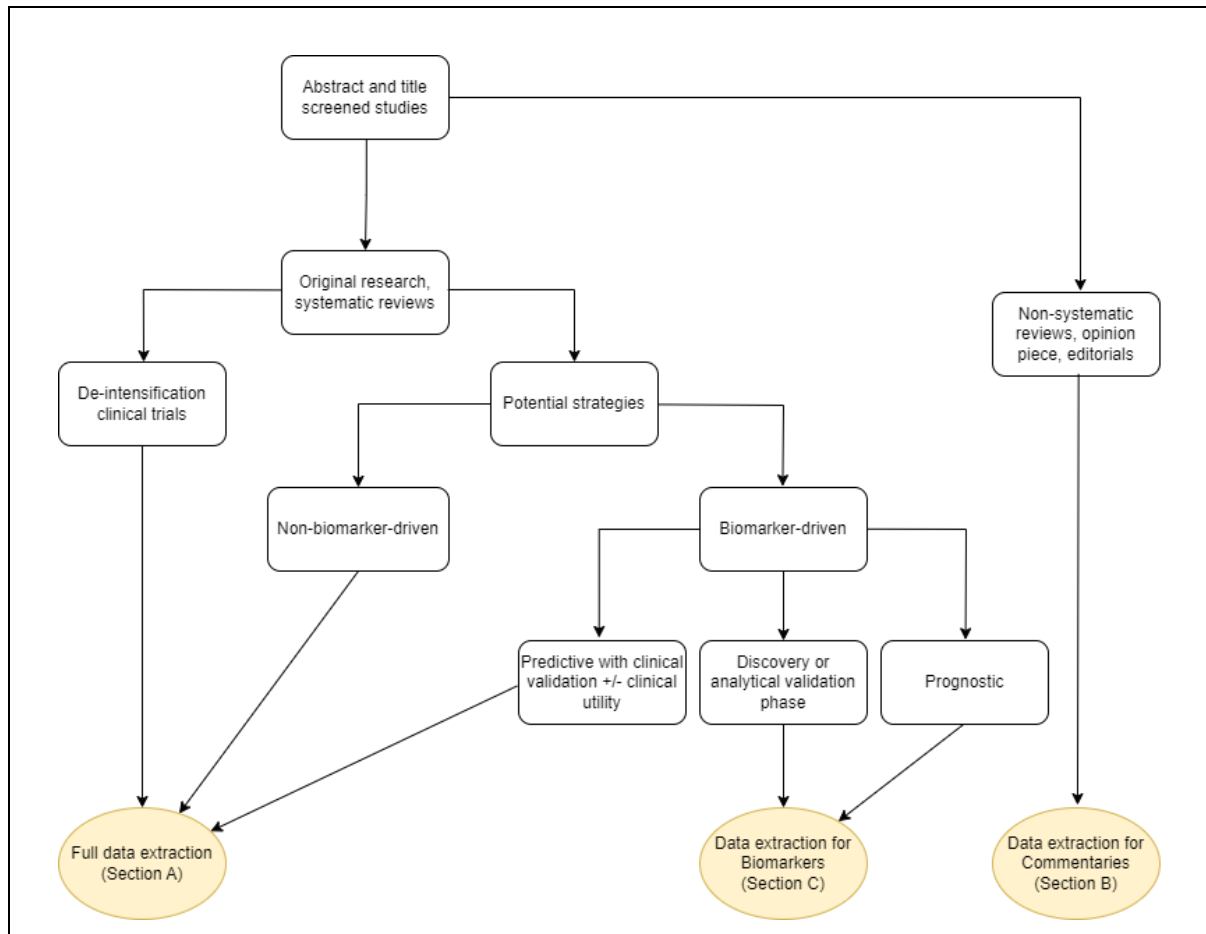 Abstract and title
screened studies
Original research,
systematic reviews
Non-systematic
reviews, opinion
piece, editorials
De-intensification
clinical trials
Potential strategies
Non-biomarker-driven
Biomarker-driven
Predictive with clinical
validation +/- clinical
utility
Discovery or
analytical validation
phase
Prognostic
Full data extraction
(Section A)
Data extraction for
Biomarkers
(Section C)
Data extraction for
Commentaries
(Section B)